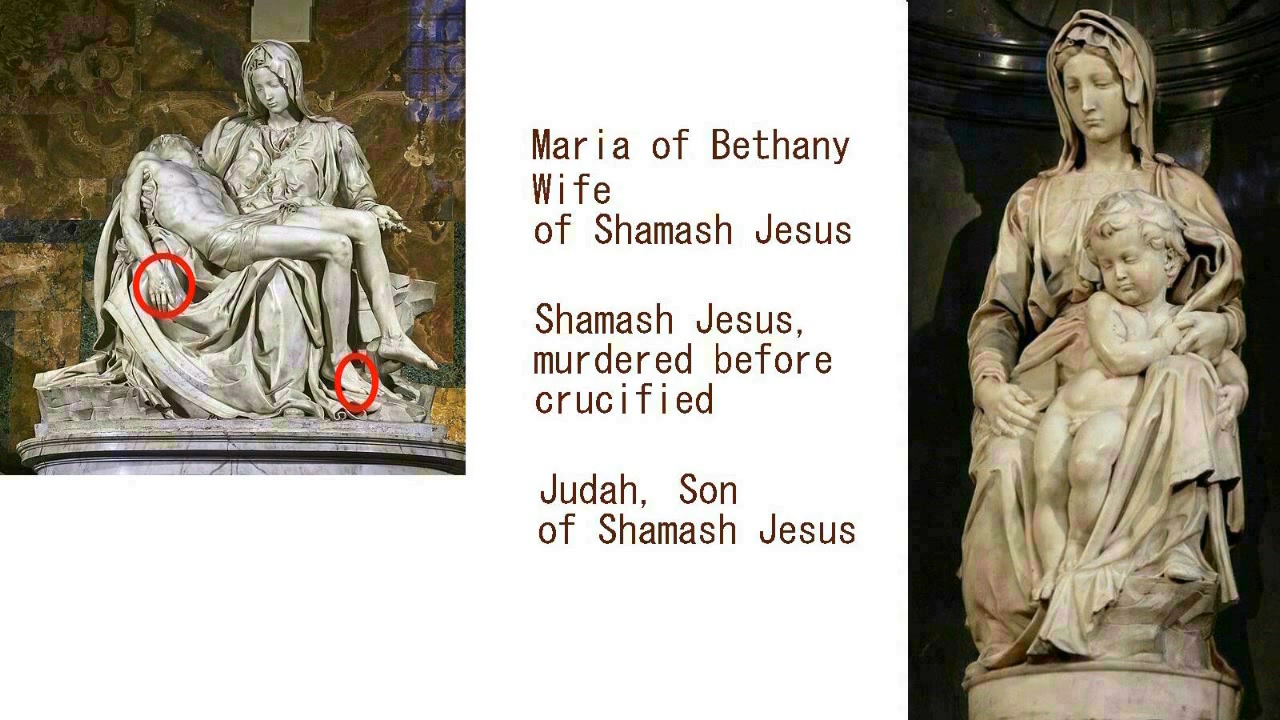 Maria of Bethany
Wife
of Shamash Jesus
Shamash Jesus,
murdered before
crucified
Judah, Son
of Shamash Jesus